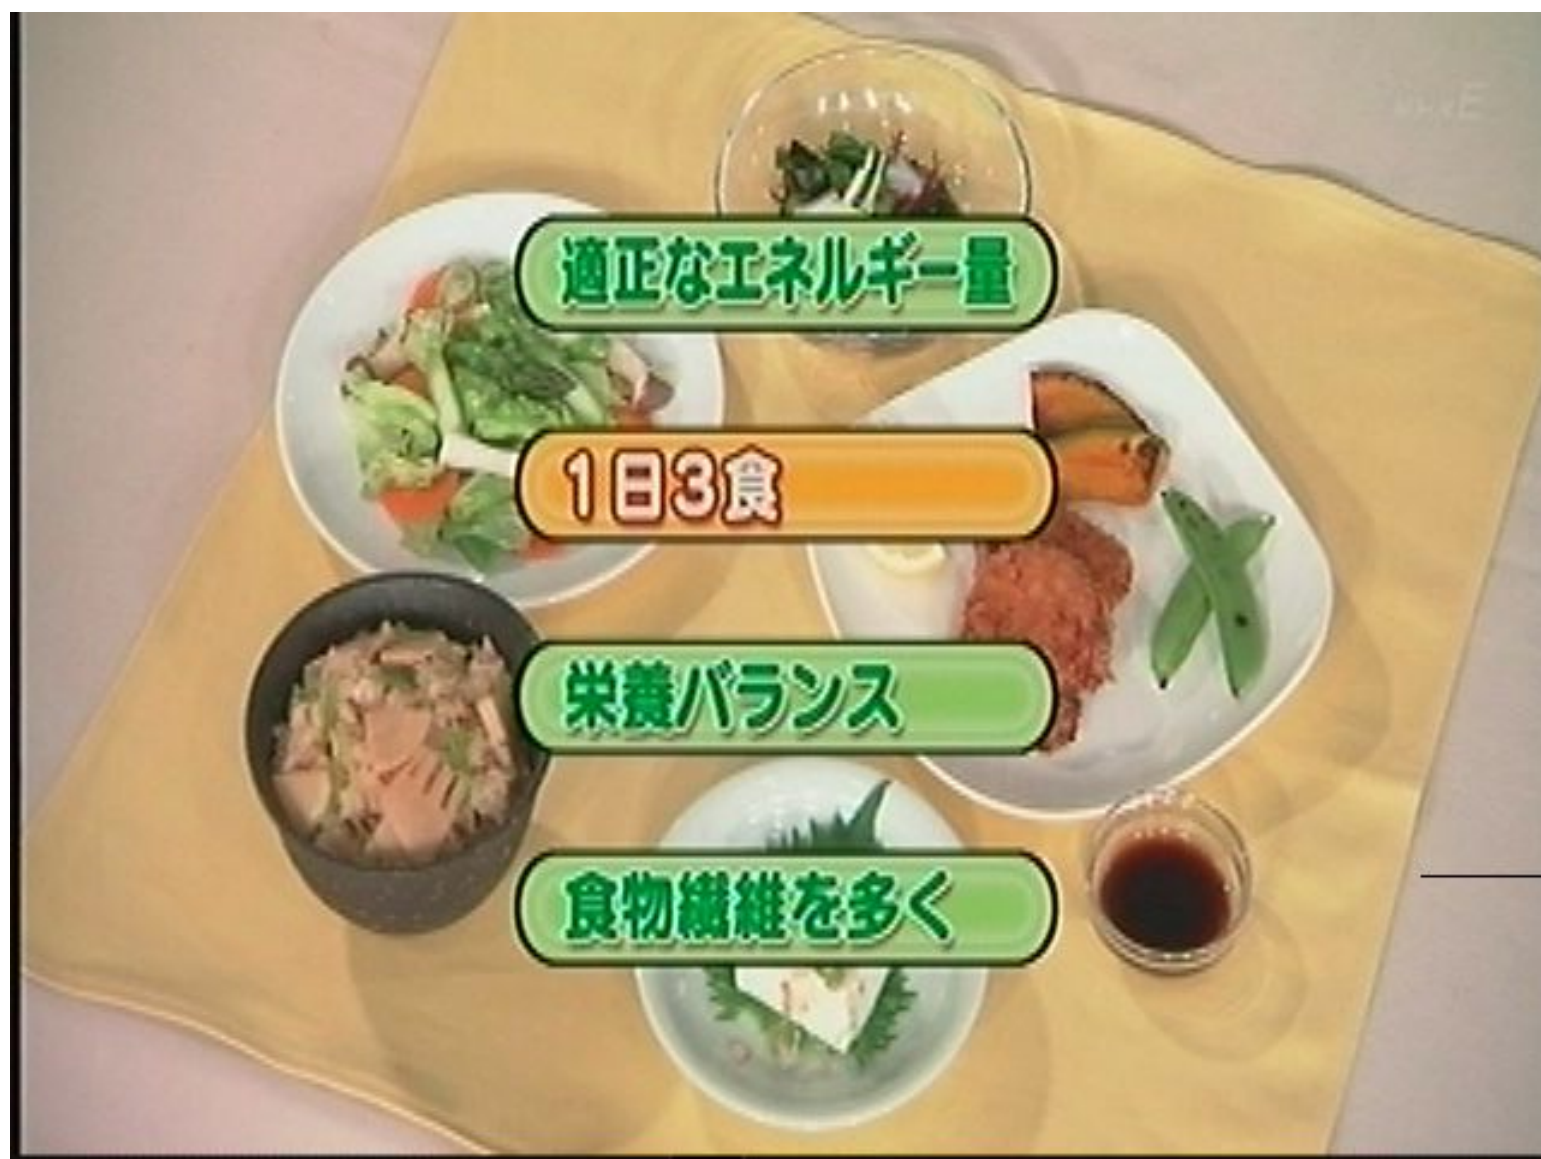 適正なエネルギー量
1日3食
栄養バランス
食物繊維を多く